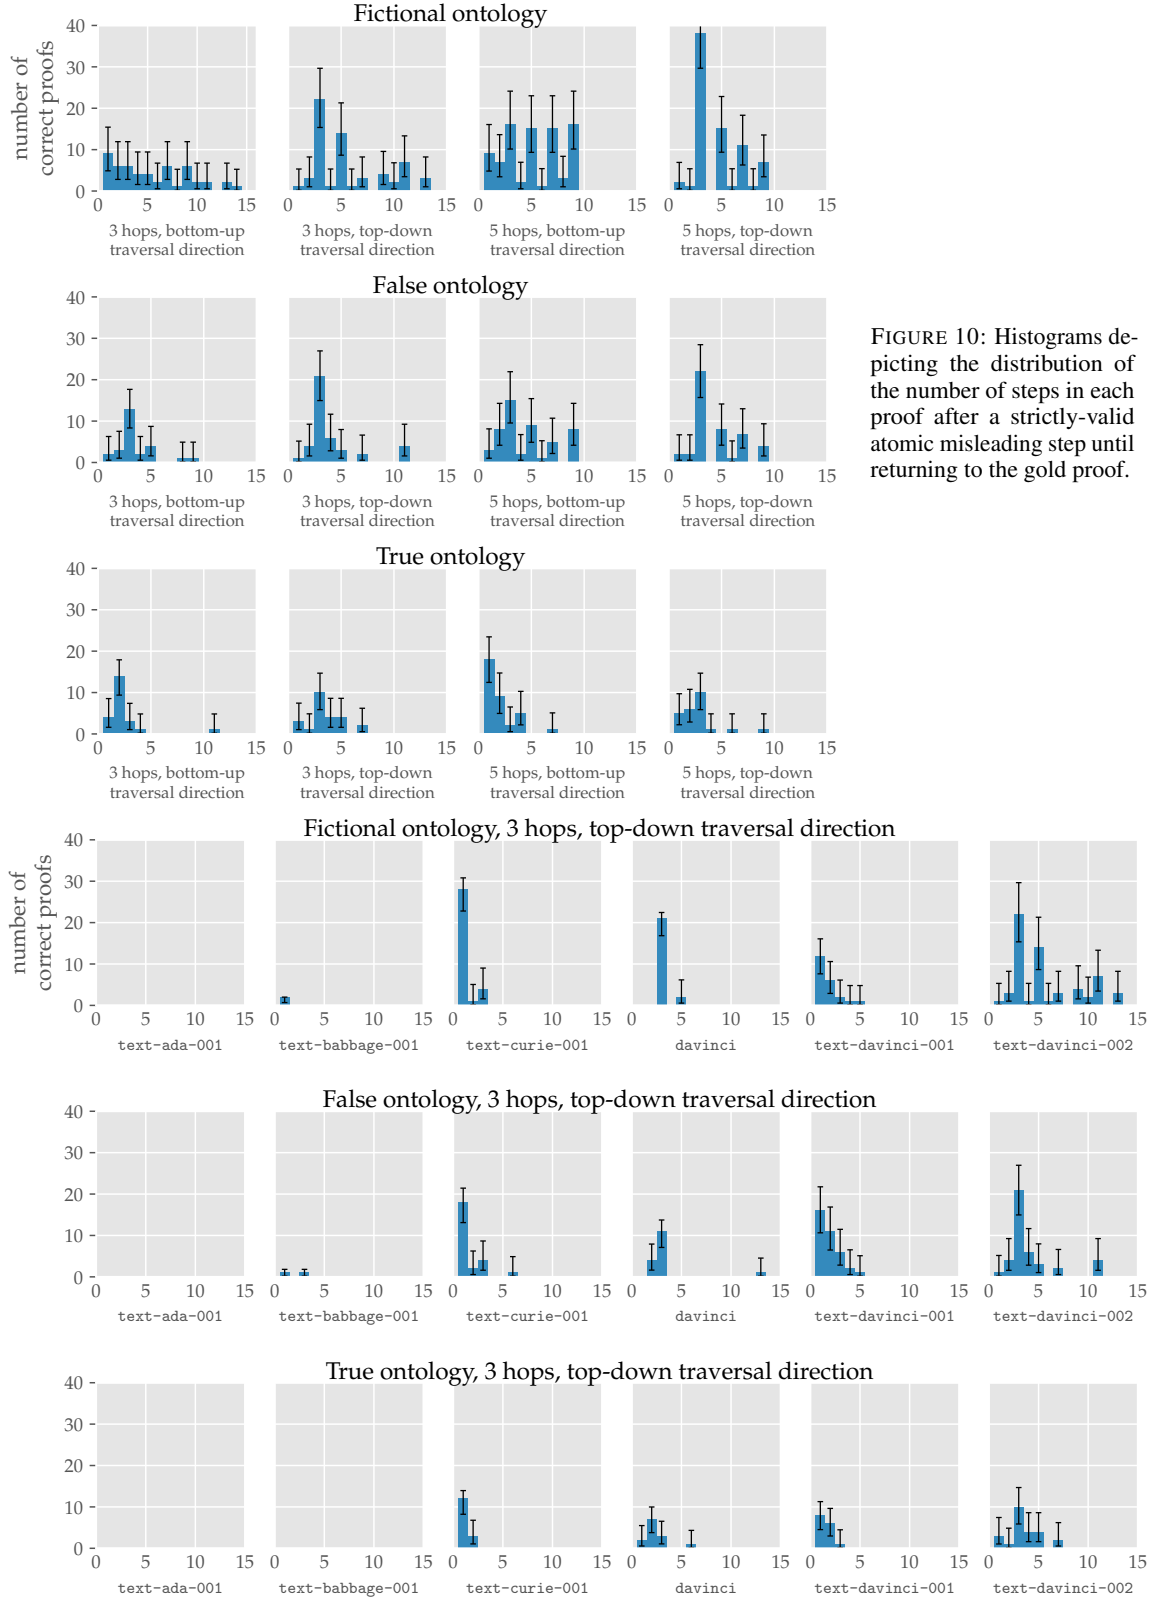 Fictional ontology
number of
correct proofs
40
30
20
10
0
0 5 10 15
0 5 10 15
0 5 10 15
0 5 10 15
3 hops, bottom-up
traversal direction
3 hops, top-down
traversal direction
5 hops, bottom-up
traversal direction
5 hops, top-down
traversal direction
False ontology
40
30
20
10
0
0 5 10 15
0 5 10 15
0 5 10 15
0 5 10 15
3 hops, bottom-up
traversal direction
3 hops, top-down
traversal direction
5 hops, bottom-up
traversal direction
5 hops, top-down
traversal direction
FIGURE 10: Histograms de-
picting the distribution of
the number of steps in each
proof after a strictly-valid
atomic misleading step until
returning to the gold proof.
True ontology
40
30
20
10
0
0 5 10 15
0 5 10 15
0 5 10 15
0 5 10 15
3 hops, bottom-up
traversal direction
3 hops, top-down
traversal direction
5 hops, bottom-up
traversal direction
5 hops, top-down
traversal direction
Fictional ontology, 3 hops, top-down traversal direction
number of
correct proofs
40
30
20
10
0
0 5 10 15
0 5 10 15
0 5 10 15
0 5 10 15
0 5 10 15
0 5 10 15
text-ada-001
text-babbage-001
text-curie-001
davinci
text-davinci-001
text-davinci-002
False ontology, 3 hops, top-down traversal direction
40
30
20
10
0
0 5 10 15
0 5 10 15
0 5 10 15
0 5 10 15
0 5 10 15
0 5 10 15
text-ada-001
text-babbage-001
text-curie-001
davinci
text-davinci-001
text-davinci-002
True ontology, 3 hops, top-down traversal direction
40
30
20
10
0
0 5 10 15
0 5 10 15
0 5 10 15
0 5 10 15
0 5 10 15
0 5 10 15
text-ada-001
text-babbage-001
text-curie-001
davinci
text-davinci-001
text-davinci-002